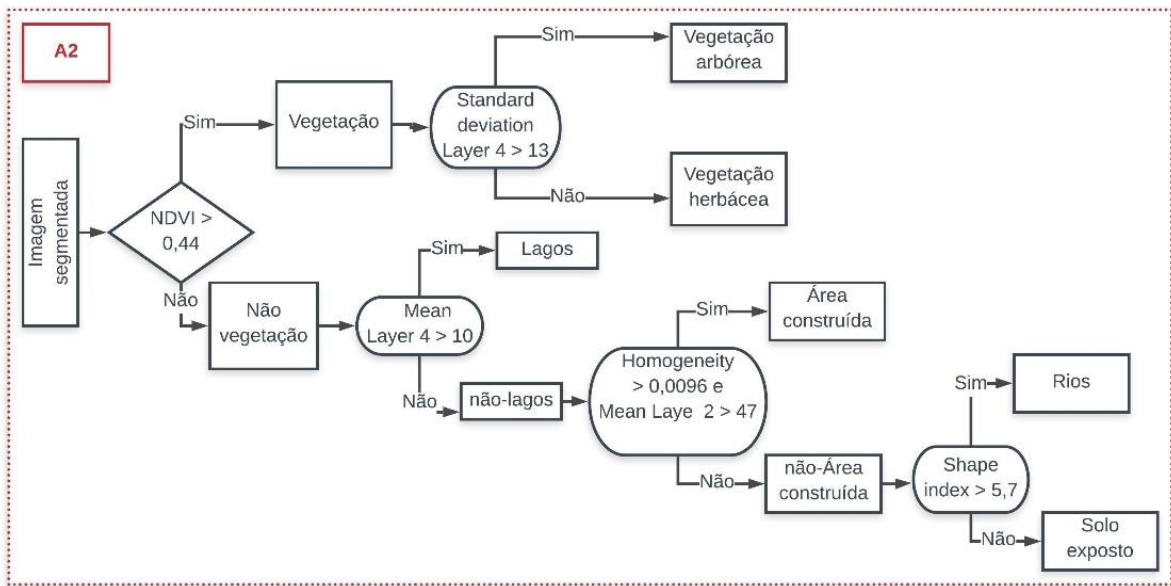 A2
Imagem
segmentada
NDVI >
0,44
Sim
Vegetação
Standard
deviation
Layer 4 > 13
Sim
Vegetação
arbórea
Não
Vegetação
herbácea
Não
Não
vegetação
Mean
Layer 4 > 10
Sim
Lagos
Não
não-lagos
Homogeneity
> 0,0096 e
Mean Laye 2 > 47
Sim
Área
construída
Não
não-Área
construída
Shape
index > 5,7
Sim
Rios
Não
Solo
exposto